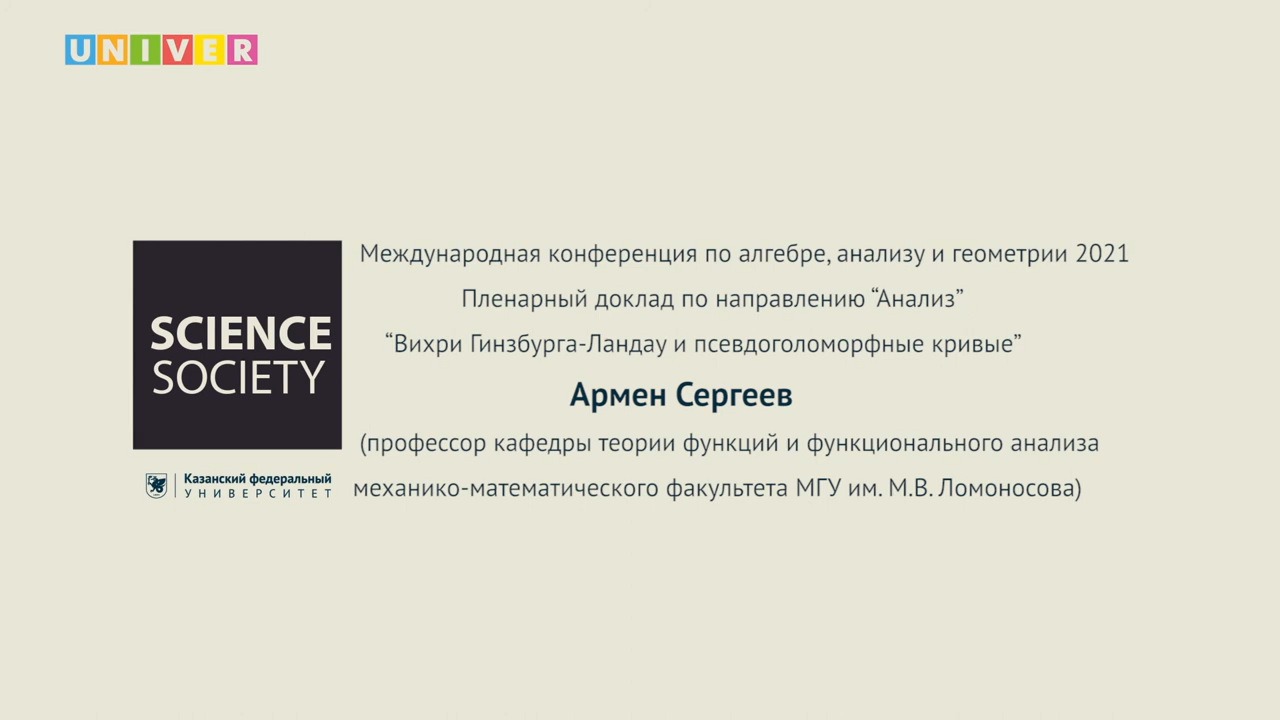 UNIVER
SCIENCE
SOCIETY
Казанский федеральный
УНИВЕРСИТЕТ
Международная конференция по алгебре, анализу и геометрии 2021
Пленарный доклад по направлению “Анализ”
“Вихри Гинзбурга-Ландау и псевдоголоморфные кривые”
Армен Сергеев
(профессор кафедры теории функций и функционального анализа
механико-математического факультета МГУ им. М.В. Ломоносова)